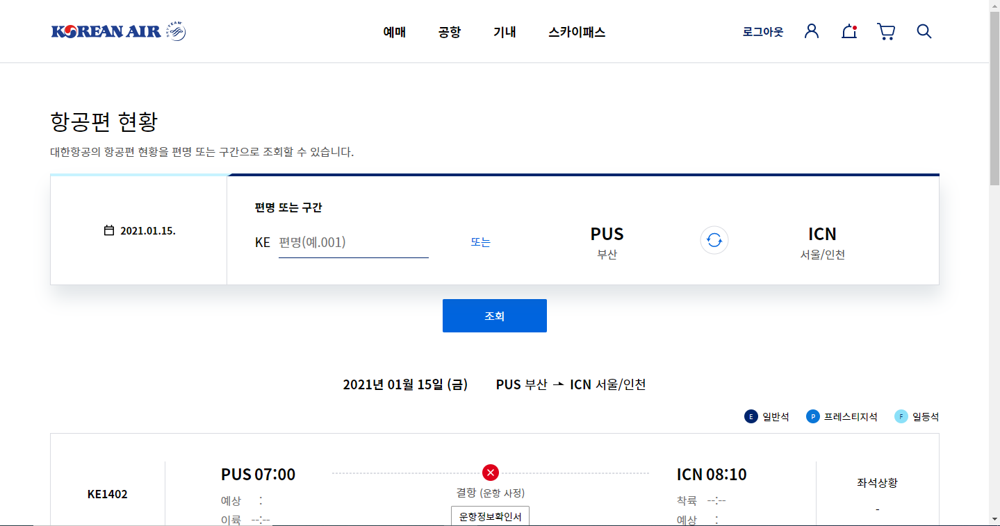 KOREAN AIR SKYTEAM
예매 공항 기내 스카이패스 로그아웃
항공편 현황
대한항공의 항공편 현황을 편명 또는 구간으로 조회할 수 있습니다.
2021.01.15.
편명 또는 구간
KE 편명(예.001) 또는
PUS
부산
ICN
서울/인천
조회
2021년 01월 15일 (금) PUS 부산 ICN 서울/인천
E 일반석 P 프레스티지석 F 일등석
KE1402
PUS 07:00
예상 :
이륙 --:--
결항 (운항 사정)
운항정보확인서
ICN 08:10
착륙 --:--
예상 :
좌석상황
-